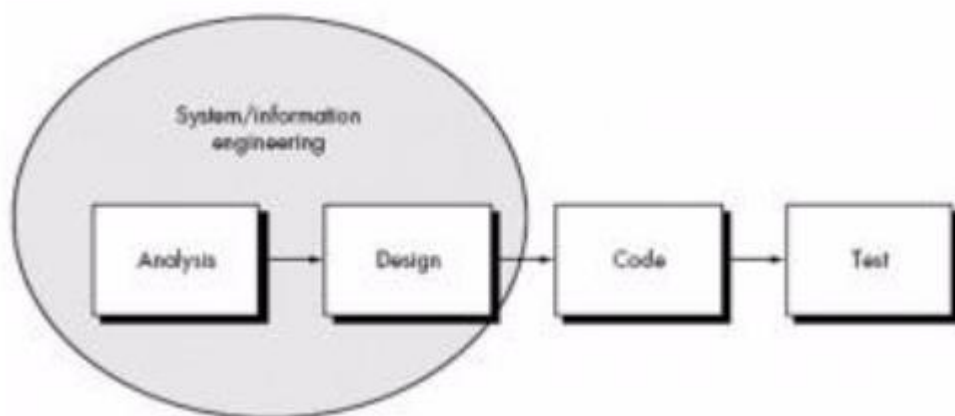 System/information
engineering
Analysis
Design
Code
Test